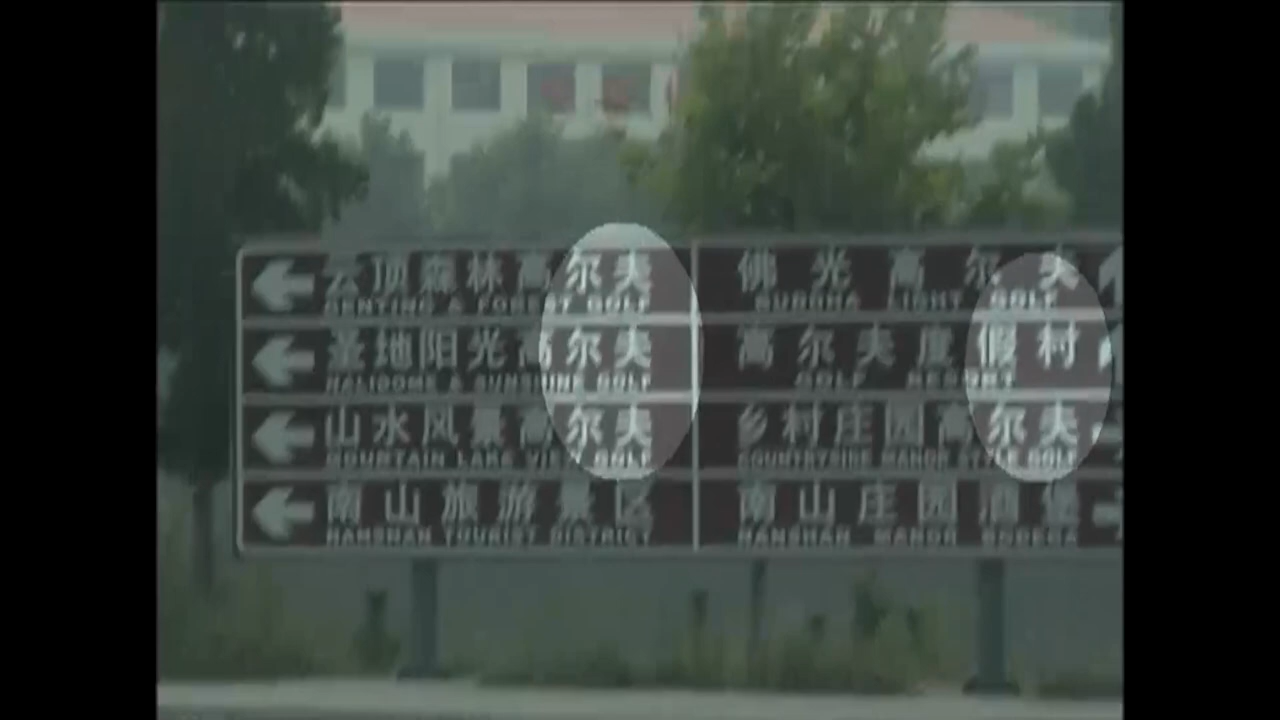 云顶森林高尔夫
GENTING & FOREST GOLF
圣地阳光高尔夫
HALIDOME & SUNSHINE GOLF
山水风景高尔夫
MOUNTAIN LAKE VIEW GOLF
南山旅游景区
NANSHAN TOURIST DISTRICT
佛光高尔夫
BUDDHA LIGHT GOLF
高尔夫度假村
GOLF RESORT
乡村庄园高尔夫
COUNTRYSIDE MANOR STYLE GOLF
南山庄园酒堡
NANSHAN MANOR